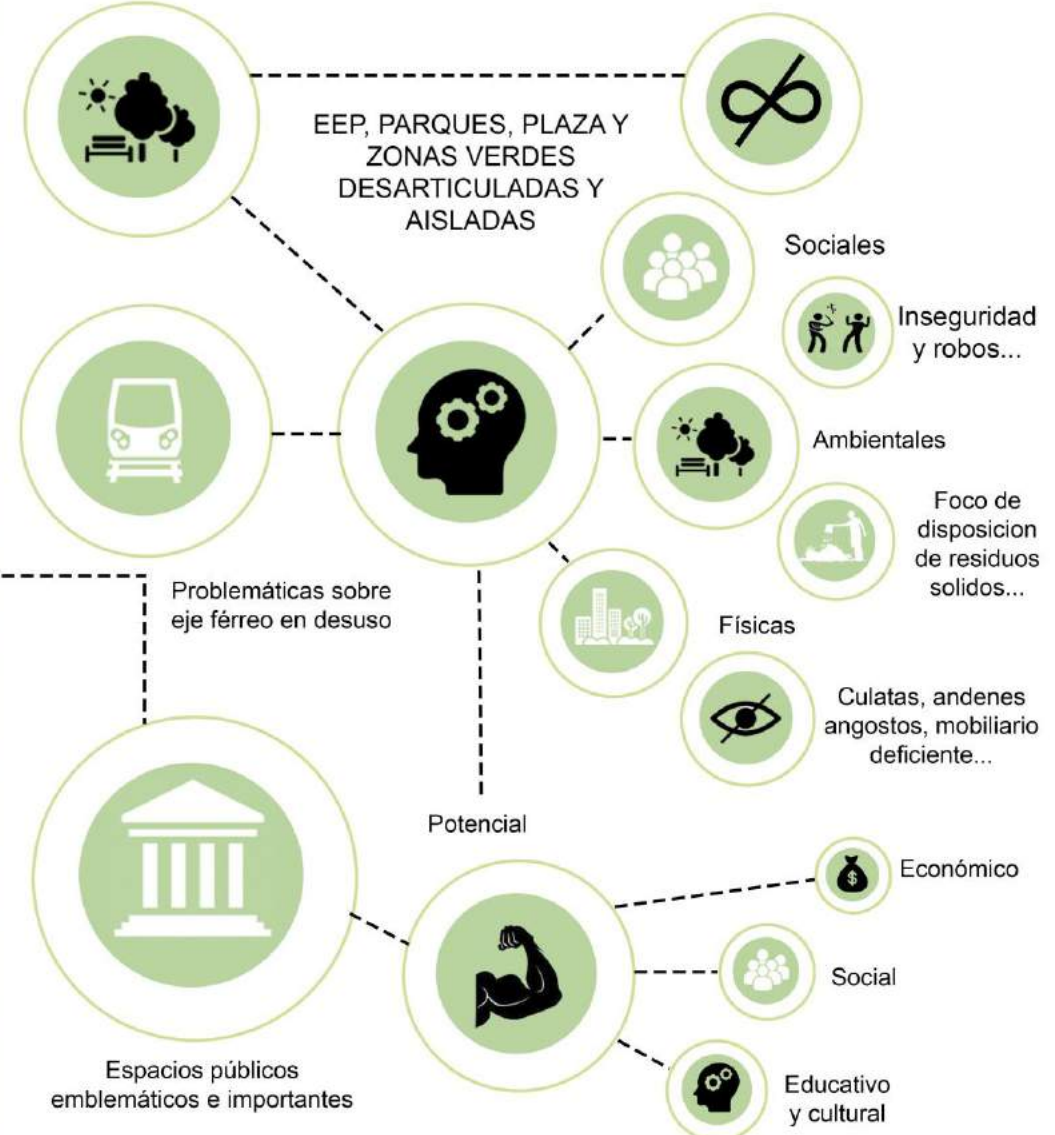 EEP, PARQUES, PLAZA Y
ZONAS VERDES
DESARTICULADAS Y
AISLADAS
Sociales
Inseguridad
y robos...
Ambientales
Foco de
disposicion
de residuos
solidos...
Problemáticas sobre
eje férreo en desuso
Físicas
Culatas, andenes
angostos, mobiliario
deficiente...
Potencial
Económico
Social
Espacios públicos
emblemáticos e importantes
Educativo
y cultural